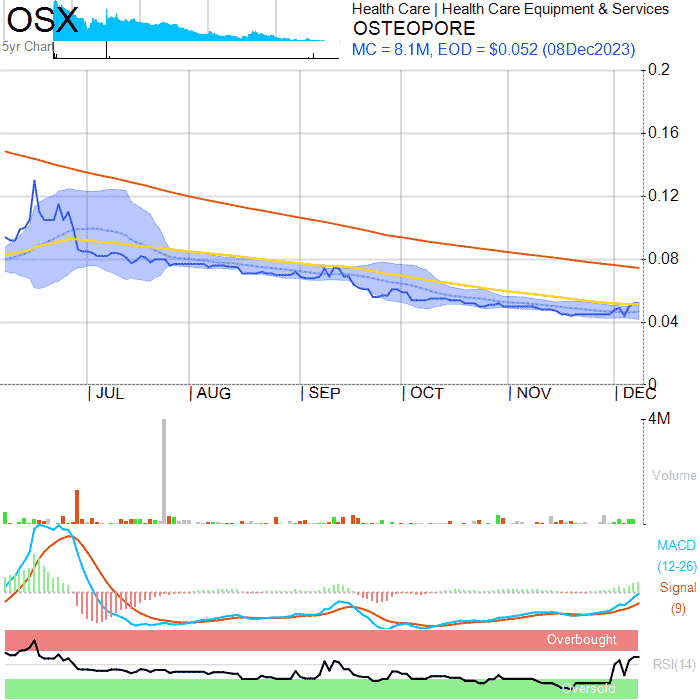 OSX
5yr Chart
Health Care | Health Care Equipment & Services
OSTEOPORE
MC = 8.1M, EOD = $0.052 (08Dec2023)
0.2
0.16
0.12
0.08
0.04
0
JUL
AUG
SEP
OCT
NOV
DEC
4M
Volume
MACD
(12-26)
Signal
(9)
Overbought
RSI(14)
Oversold